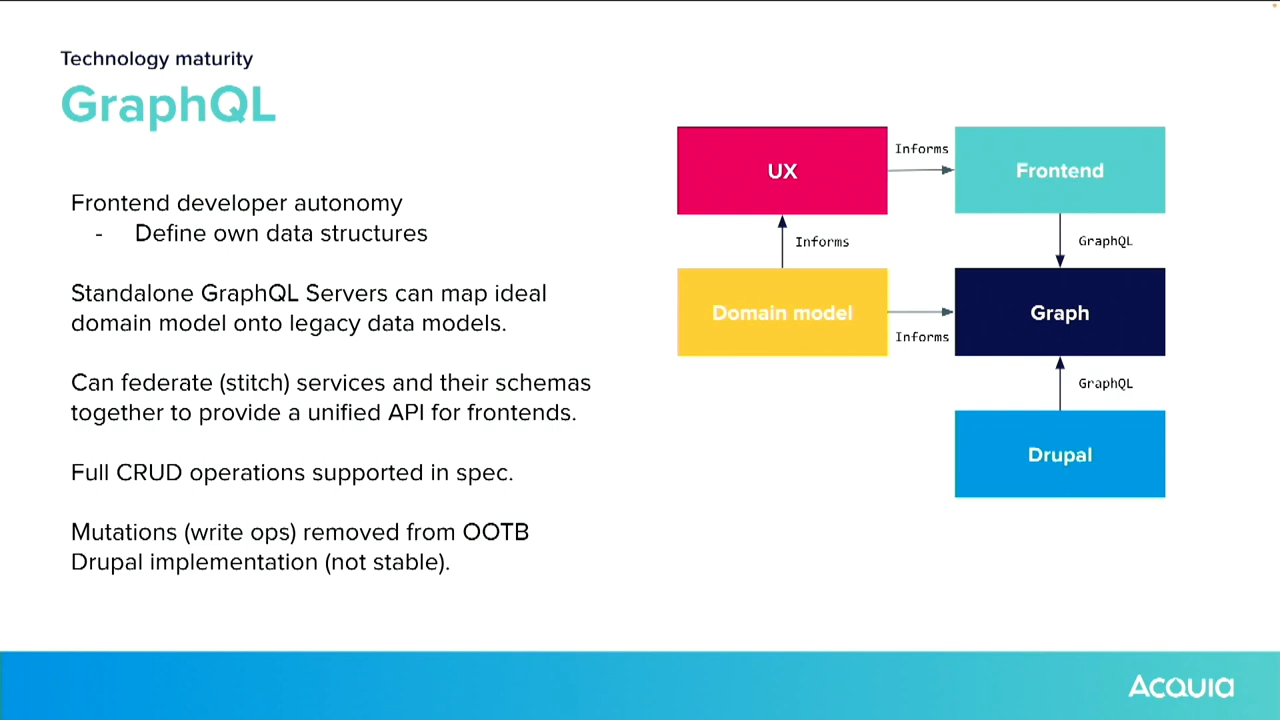 Technology maturity
GraphQL
Frontend developer autonomy
- Define own data structures
Standalone GraphQL Servers can map ideal
domain model onto legacy data models.
Can federate (stitch) services and their schemas
together to provide a unified API for frontends.
Full CRUD operations supported in spec.
Mutations (write ops) removed from OOTB
Drupal implementation (not stable).
UX
Informs
Frontend
Informs
GraphQL
Domain model
Informs
Graph
GraphQL
Drupal
ACQUIA